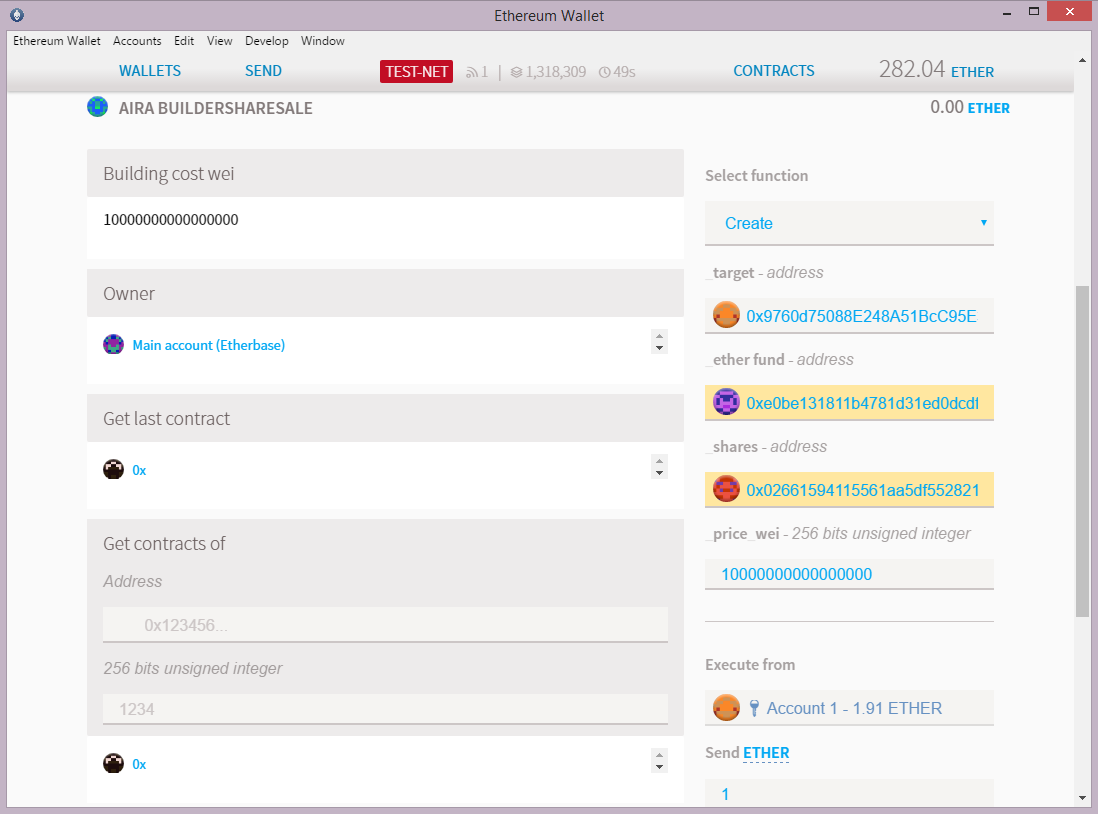 Ethereum Wallet
Ethereum Wallet Accounts Edit View Develop Window
WALLETS SEND TEST-NET 1 | 1,318,309 49s CONTRACTS 282.04 ETHER
AIRA BUILDERSHARESALE 0.00 ETHER
Building cost wei
10000000000000000
Owner
Main account (Etherbase)
Get last contract
0x
Get contracts of
Address
0x123456...
256 bits unsigned integer
1234
0x
Select function
Create
_target - address
0x9760d75088E248A51BcC95E
_ether fund - address
0xe0be131811b4781d31ed0dcdf
_shares - address
0x02661594115561aa5df552821
_price_wei - 256 bits unsigned integer
10000000000000000
Execute from
Account 1 - 1.91 ETHER
Send ETHER
1